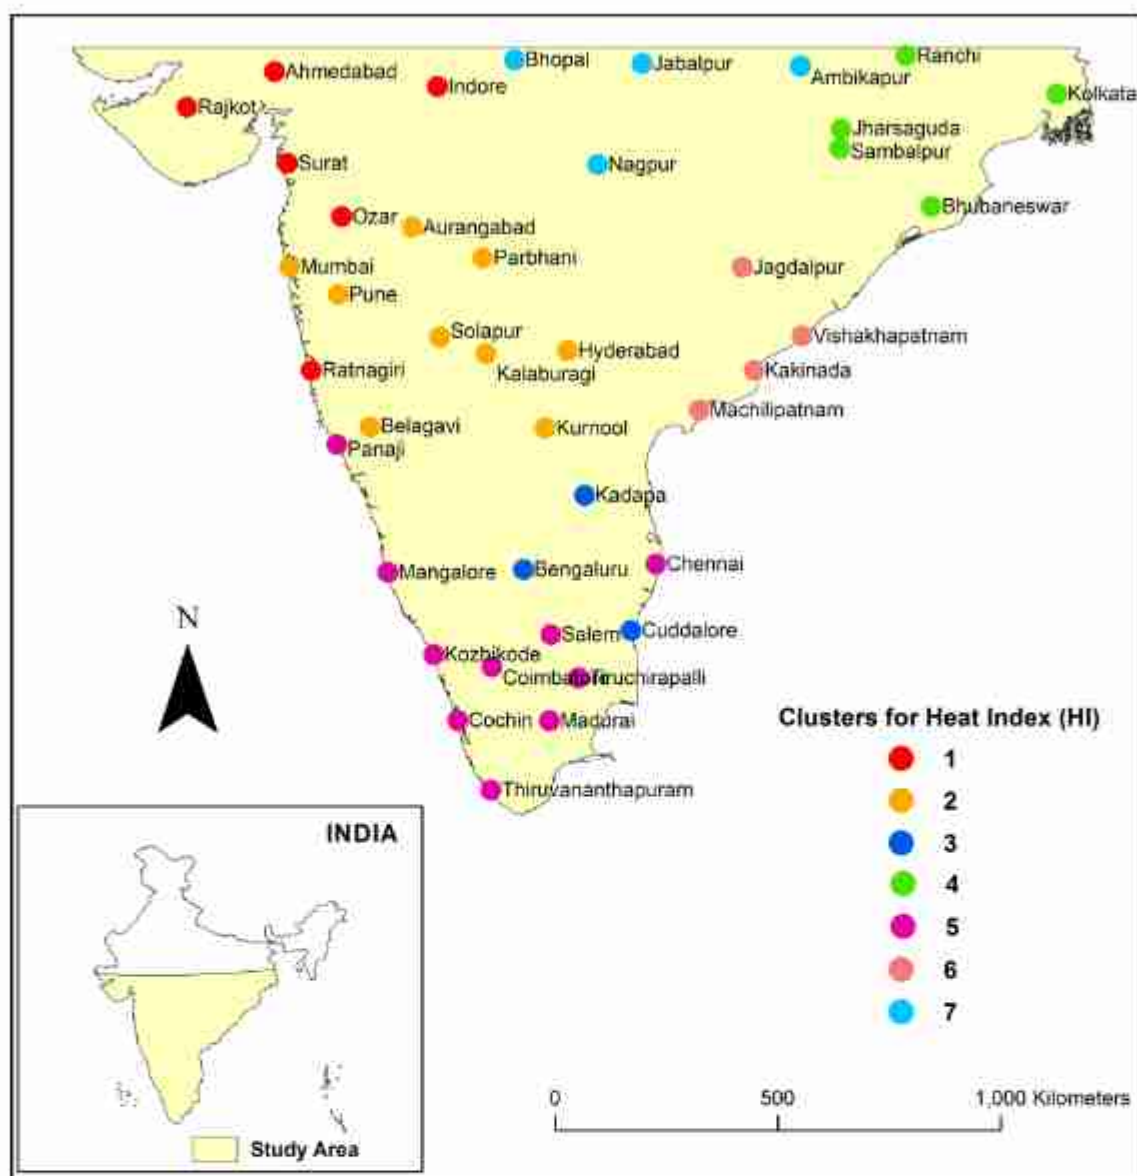 Ranchi
Bhopal
Jabalpur
Ahmedabad
Ambikapur
Indore
Kolkata
Rajkot
Jharsaguda
Sambalpur
Surat
Nagpur
Bhubaneswar
Ozar
Aurangabad
Parbhani
Mumbai
Jagdalpur
Pune
Solapur
Vishakhapatnam
Hyderabad
Ratnagiri
Kalaburagi
Kakinada
Machilipatnam
Belagavi
Kurnool
Panaji
Kadapa
Chennai
Mangalore
Bengaluru
N
Salem
Cuddalore
Kozhikode
Coimbatore
Tiruchirapalli
Cochin
Madurai
Thiruvananthapuram
Clusters for Heat Index (HI)
1
2
3
4
5
6
7
INDIA
Study Area
0 500 1,000 Kilometers